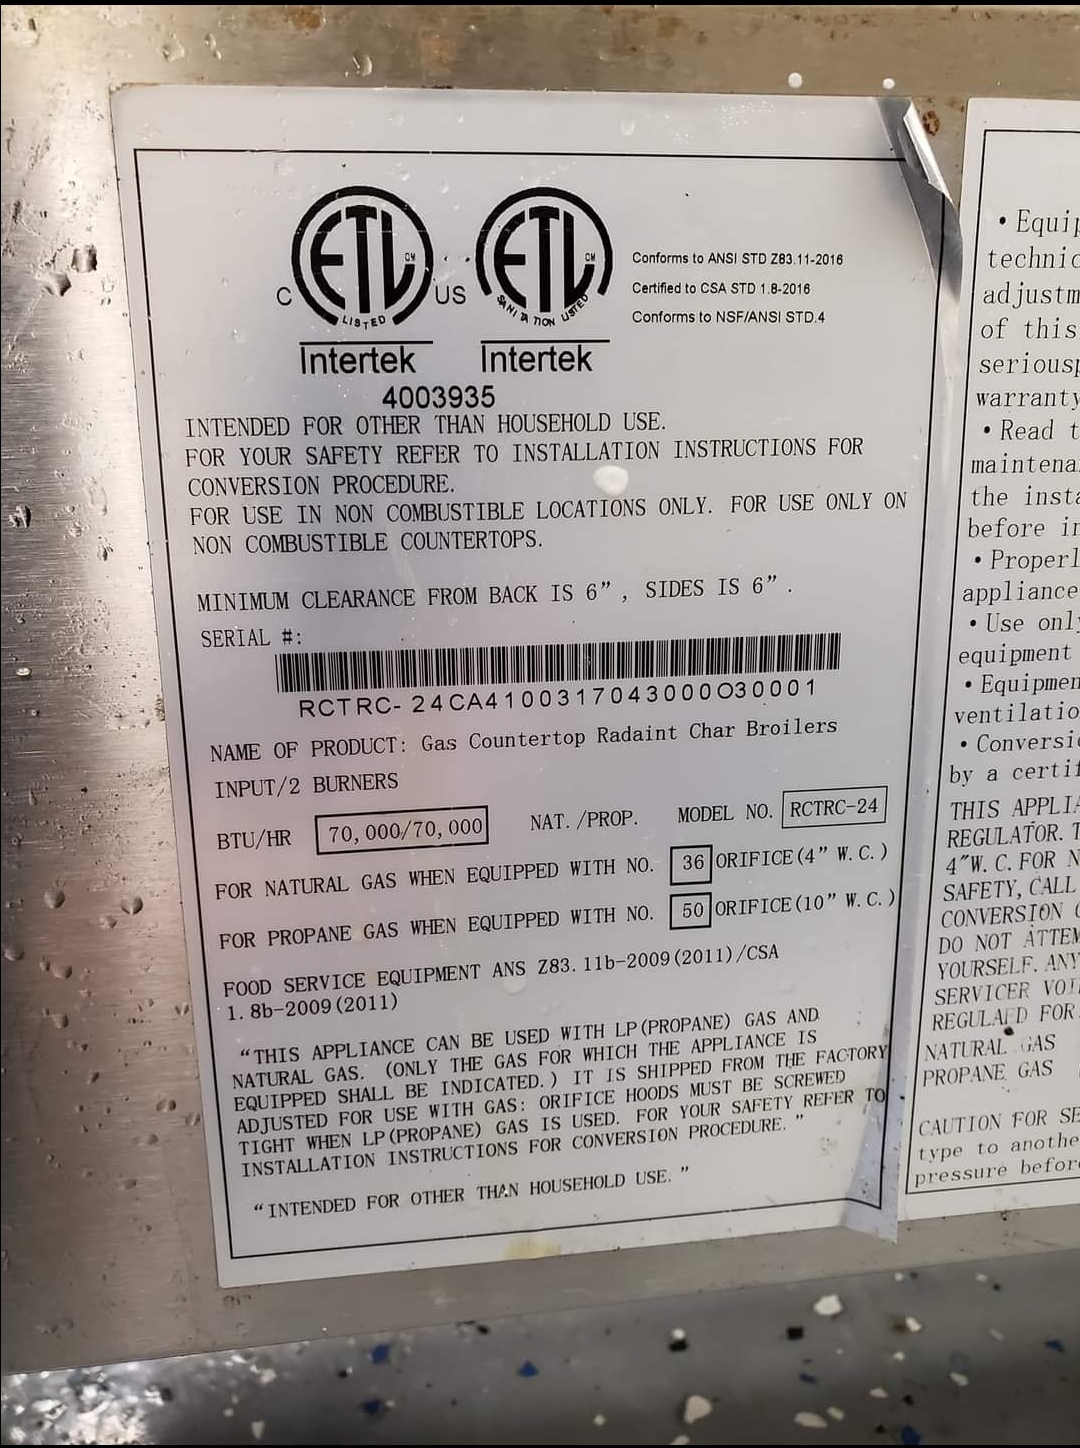 ETL CM
LISTED
C US
Intertek
ETL CM
SANITATION LISTED
Intertek
4003935
Conforms to ANSI STD Z83.11-2016
Certified to CSA STD 1.8-2016
Conforms to NSF/ANSI STD.4
INTENDED FOR OTHER THAN HOUSEHOLD USE.
FOR YOUR SAFETY REFER TO INSTALLATION INSTRUCTIONS FOR
CONVERSION PROCEDURE.
FOR USE IN NON COMBUSTIBLE LOCATIONS ONLY. FOR USE ONLY ON
NON COMBUSTIBLE COUNTERTOPS.
MINIMUM CLEARANCE FROM BACK IS 6", SIDES IS 6".
SERIAL #:
RCTRC-24CA4100317043000O30001
NAME OF PRODUCT: Gas Countertop Radaint Char Broilers
INPUT/2 BURNERS
BTU/HR 70,000/70,000 NAT./PROP. MODEL NO. RCTRC-24
FOR NATURAL GAS WHEN EQUIPPED WITH NO. 36 ORIFICE(4" W.C.)
FOR PROPANE GAS WHEN EQUIPPED WITH NO. 50 ORIFICE(10" W.C.)
FOOD SERVICE EQUIPMENT ANS Z83.11b-2009(2011)/CSA
1.8b-2009(2011)
"THIS APPLIANCE CAN BE USED WITH LP(PROPANE) GAS AND
NATURAL GAS. (ONLY THE GAS FOR WHICH THE APPLIANCE IS
EQUIPPED SHALL BE INDICATED.) IT IS SHIPPED FROM THE FACTORY
ADJUSTED FOR USE WITH GAS: ORIFICE HOODS MUST BE SCREWED
TIGHT WHEN LP(PROPANE) GAS IS USED. FOR YOUR SAFETY REFER TO
INSTALLATION INSTRUCTIONS FOR CONVERSION PROCEDURE."
"INTENDED FOR OTHER THAN HOUSEHOLD USE."
• Equip
technic
adjustm
of this
seriousl
warranty
• Read t
maintena
the insta
before in
• Properl
appliance
• Use only
equipment
• Equipmen
ventilatio
• Conversio
by a certif
THIS APPLIA
REGULATOR. T
4"W.C. FOR N
SAFETY, CALL
CONVERSION
DO NOT ATTEM
YOURSELF. ANY
SERVICER VOI
REGULAED FOR
NATURAL GAS
PROPANE GAS
CAUTION FOR SE
type to anothe
pressure before